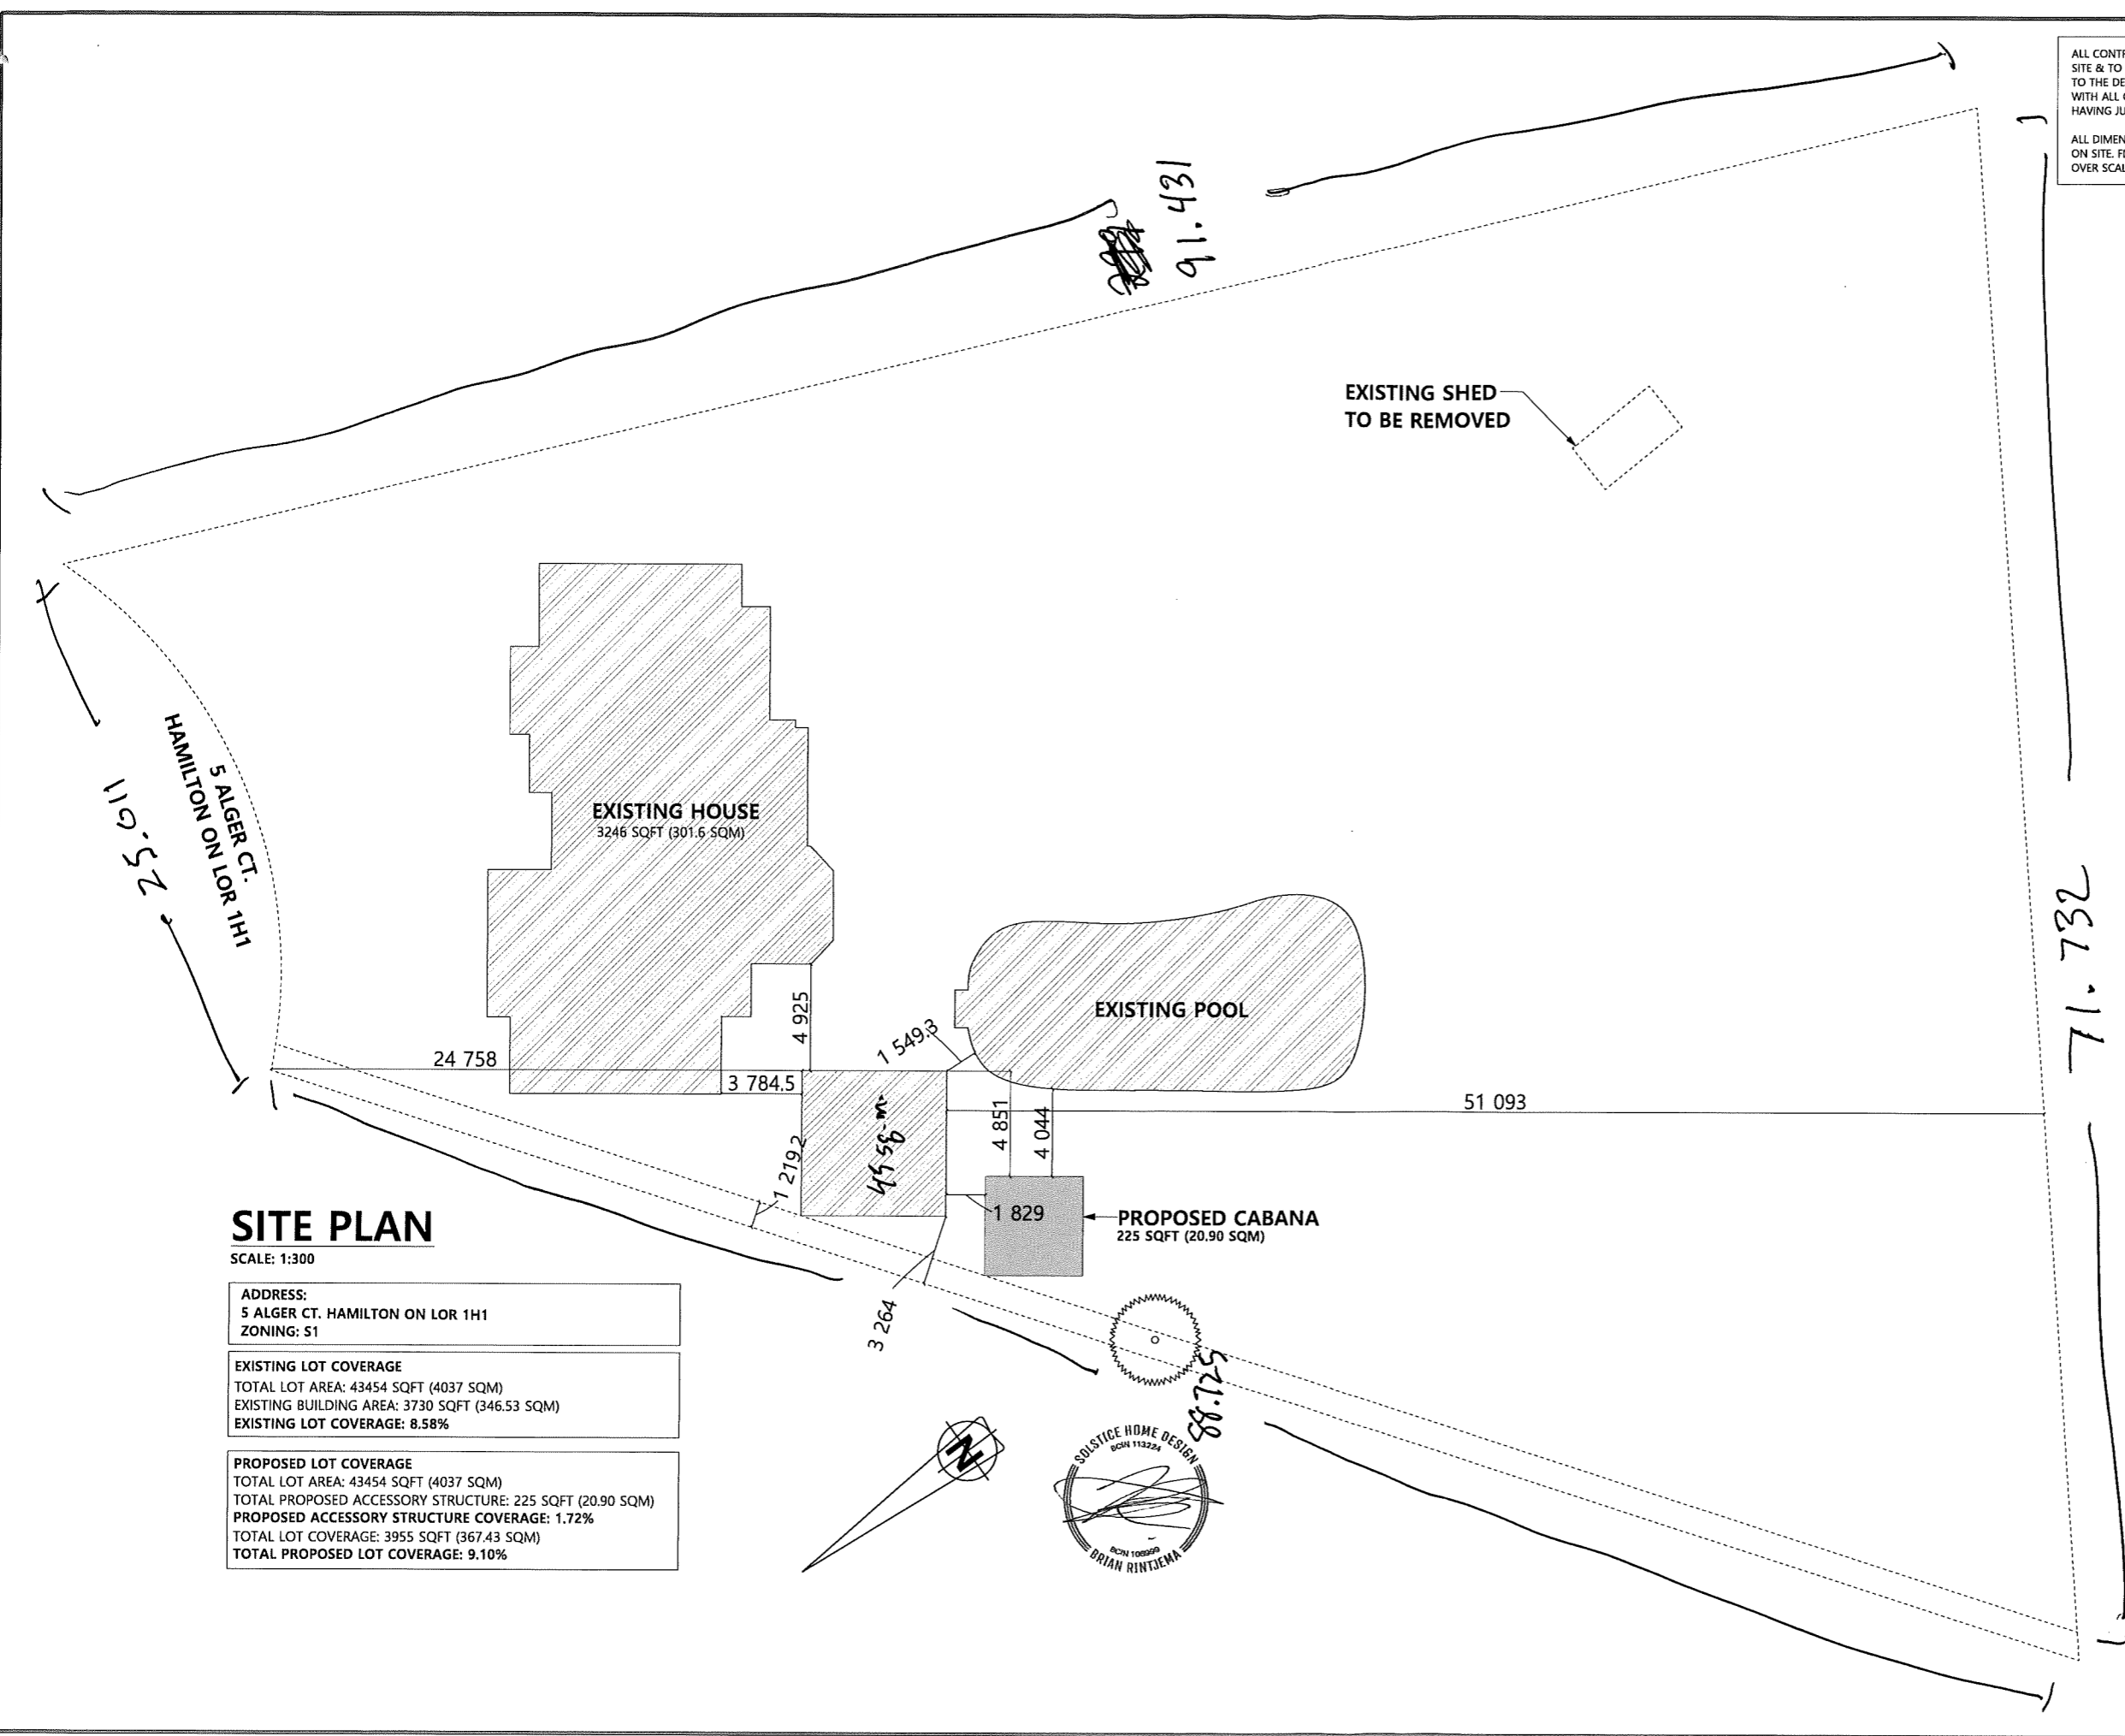 ALL CONTR
SITE & TO
TO THE DE
WITH ALL
HAVING JU
ALL DIMEN
ON SITE. F
OVER SCAL
91.431
EXISTING SHED
TO BE REMOVED
5 ALGER CT.
HAMILTON ON LOR 1H1
25.011
EXISTING HOUSE
3246 SQFT (301.6 SQM)
71.732
EXISTING POOL
4 925
1 549.3
24 758
3 784.5
51 093
4 851
4 044
1 219.2
1 829
PROPOSED CABANA
225 SQFT (20.90 SQM)
3 264
88.125
SITE PLAN
SCALE: 1:300
ADDRESS:
5 ALGER CT. HAMILTON ON LOR 1H1
ZONING: S1
EXISTING LOT COVERAGE
TOTAL LOT AREA: 43454 SQFT (4037 SQM)
EXISTING BUILDING AREA: 3730 SQFT (346.53 SQM)
EXISTING LOT COVERAGE: 8.58%
PROPOSED LOT COVERAGE
TOTAL LOT AREA: 43454 SQFT (4037 SQM)
TOTAL PROPOSED ACCESSORY STRUCTURE: 225 SQFT (20.90 SQM)
PROPOSED ACCESSORY STRUCTURE COVERAGE: 1.72%
TOTAL LOT COVERAGE: 3955 SQFT (367.43 SQM)
TOTAL PROPOSED LOT COVERAGE: 9.10%
N
SOLSTICE HOME DESIGN
BCIN 113224
BRIAN RINTJEMA